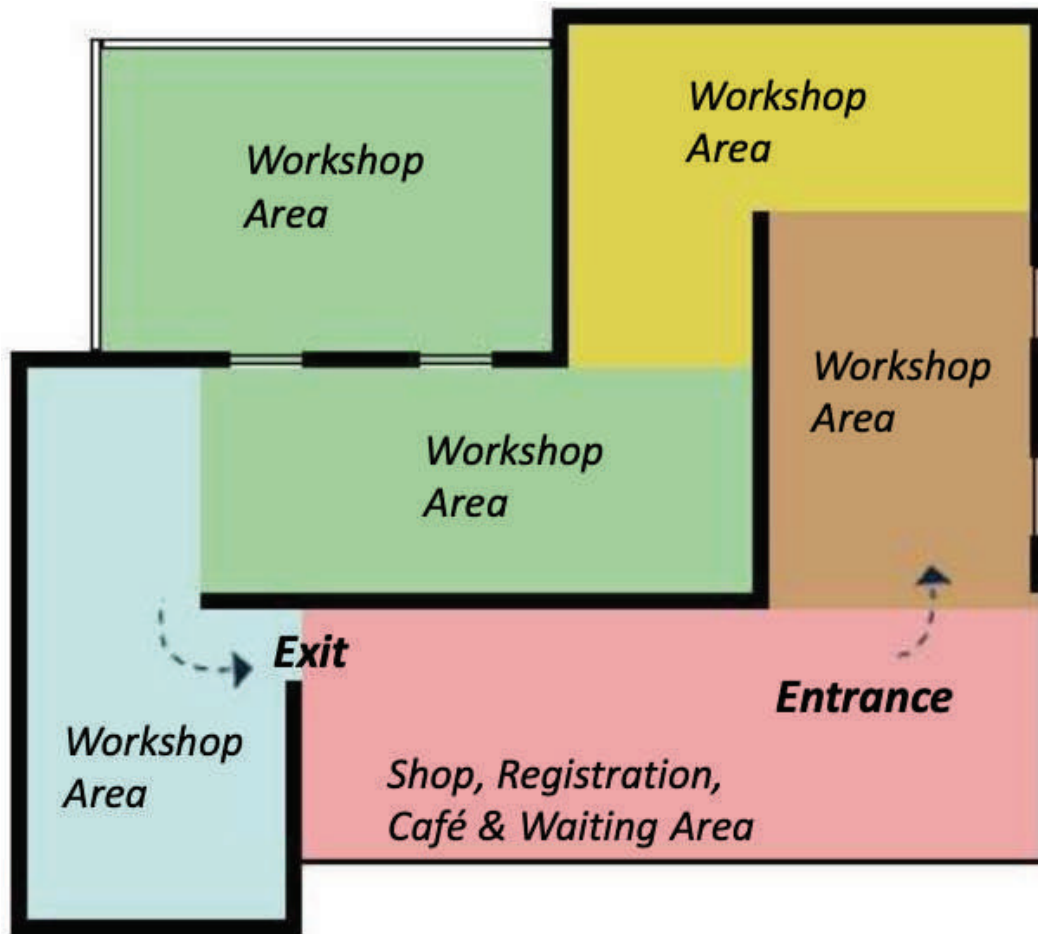 Workshop
Area
Workshop
Area
Workshop
Area
Workshop
Area
Exit
Entrance
Workshop
Area
Shop, Registration,
Café & Waiting Area